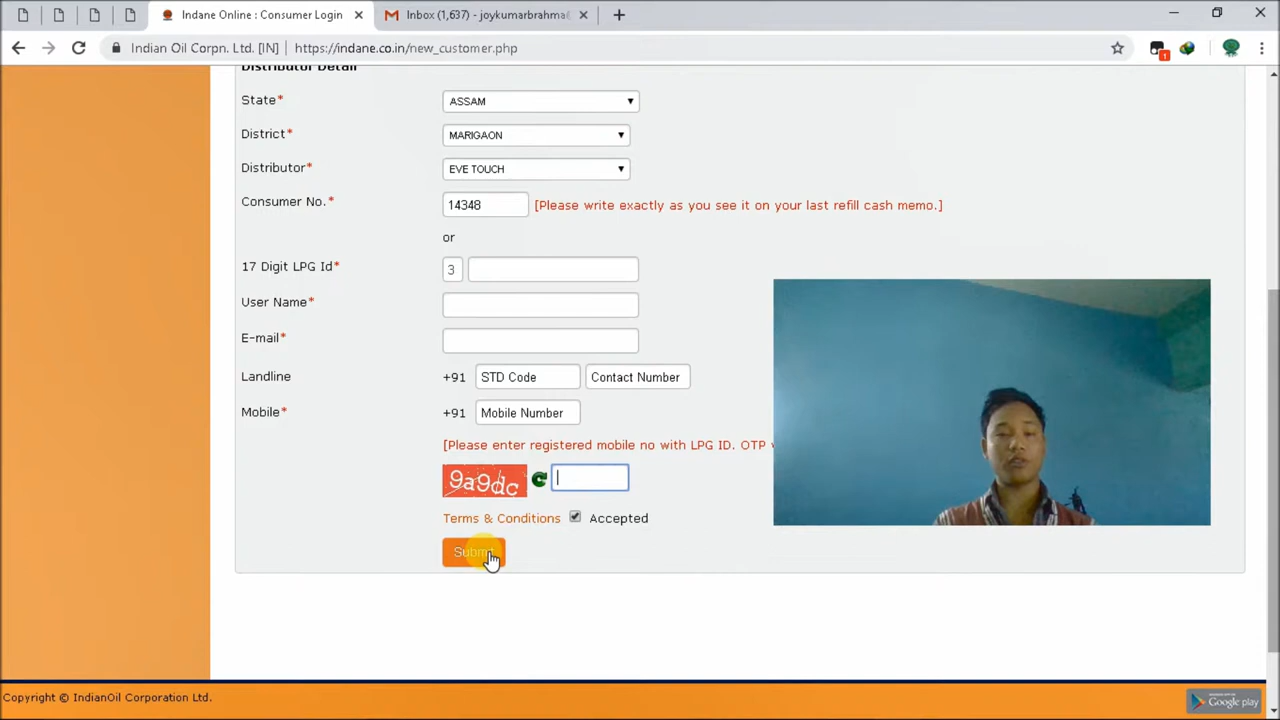 Indane Online : Consumer Login
Inbox (1,637) - joykumarbrahma
Indian Oil Corpn. Ltd. [IN] https://indane.co.in/new_customer.php
1
Distributor Detail
State* ASSAM
District* MARIGAON
Distributor* EVE TOUCH
Consumer No.* 14348 [Please write exactly as you see it on your last refill cash memo.]
or
17 Digit LPG Id* 3
User Name*
E-mail*
Landline +91 STD Code Contact Number
Mobile* +91 Mobile Number
[Please enter registered mobile no with LPG ID. OTP
9a9dc
Terms & Conditions Accepted
Submit
Copyright © IndianOil Corporation Ltd.
Google play